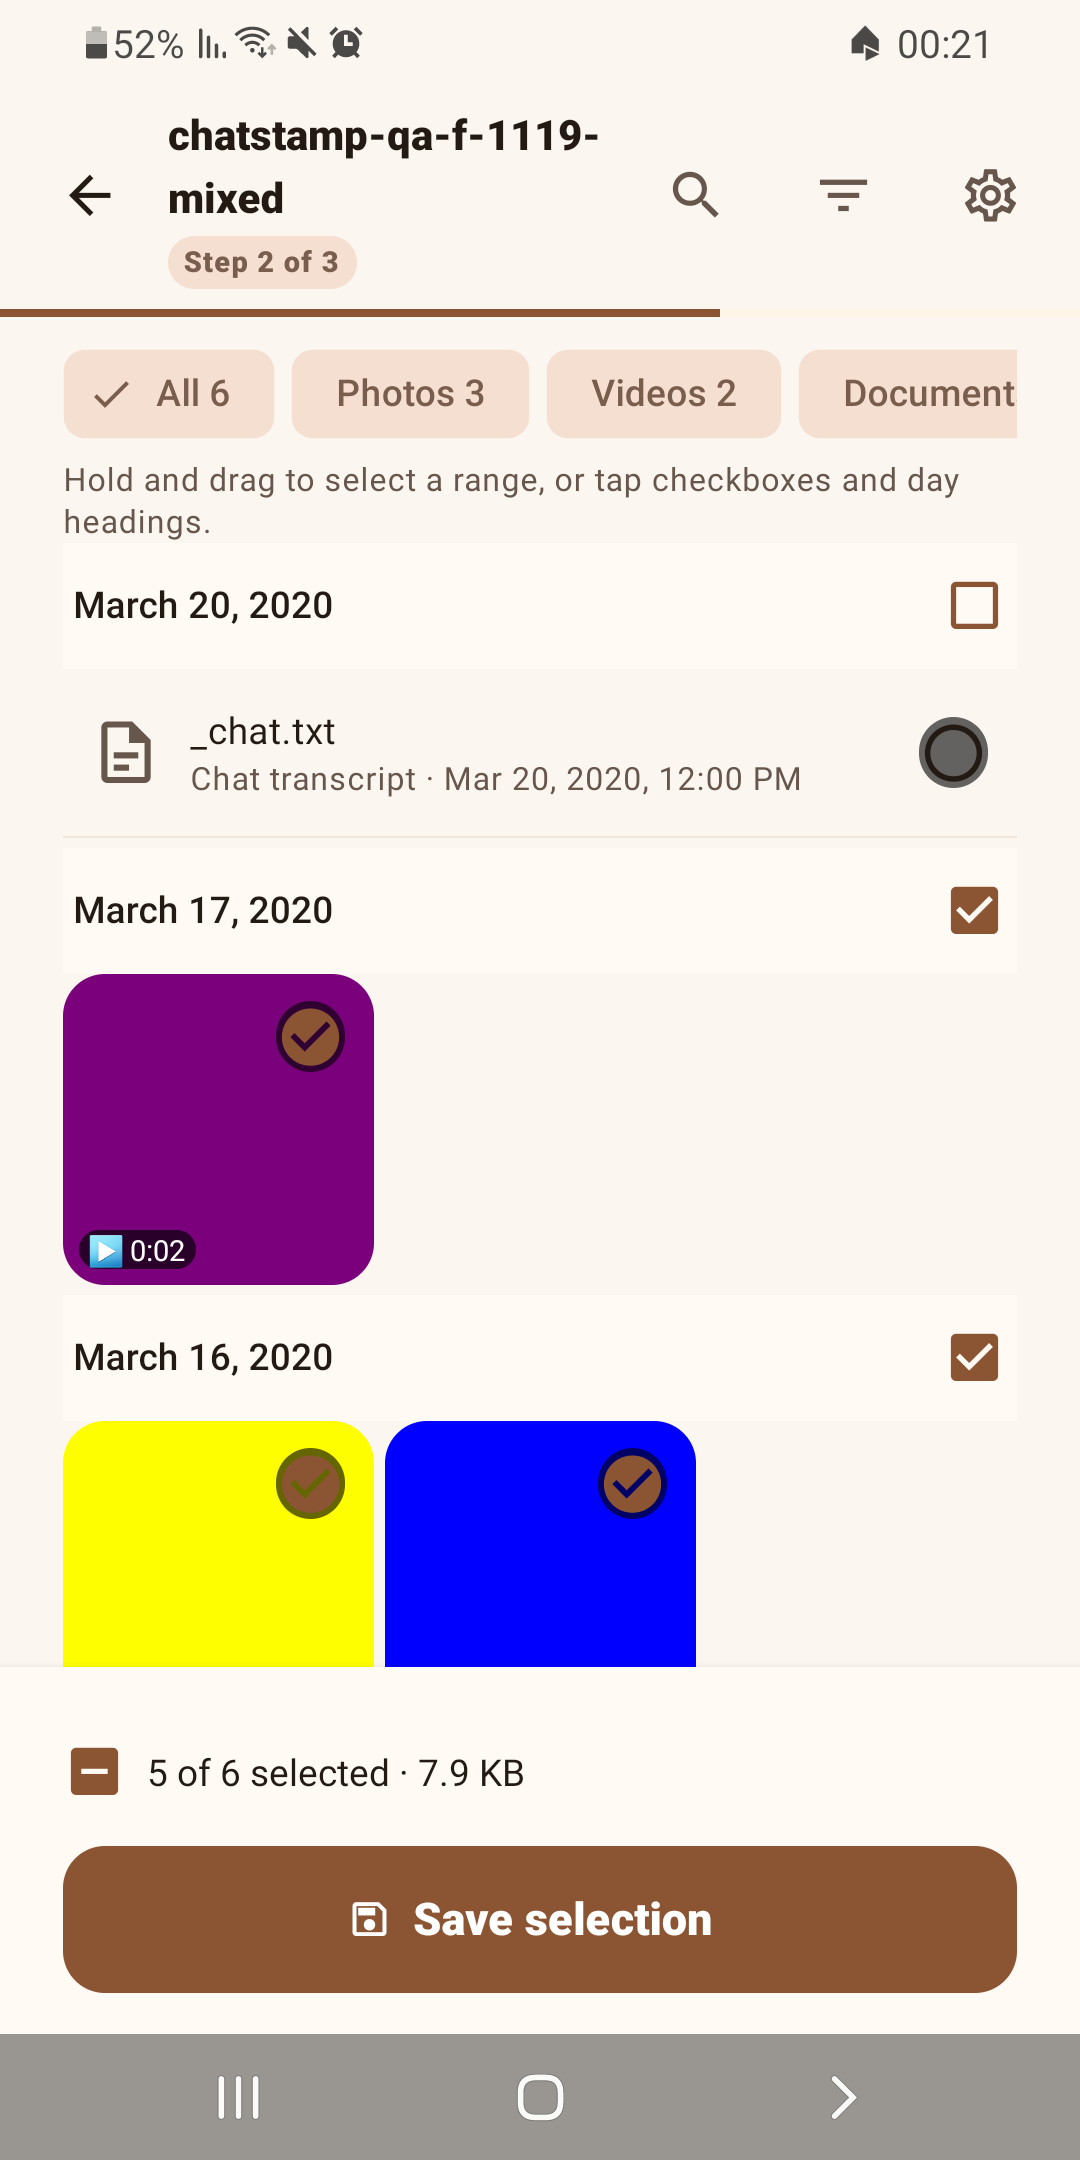 52%
00:21
chatstamp-qa-f-1119-
mixed
Step 2 of 3
All 6
Photos 3
Videos 2
Document
Hold and drag to select a range, or tap checkboxes and day
headings.
March 20, 2020
_chat.txt
Chat transcript · Mar 20, 2020, 12:00 PM
March 17, 2020
0:02
March 16, 2020
5 of 6 selected · 7.9 KB
Save selection